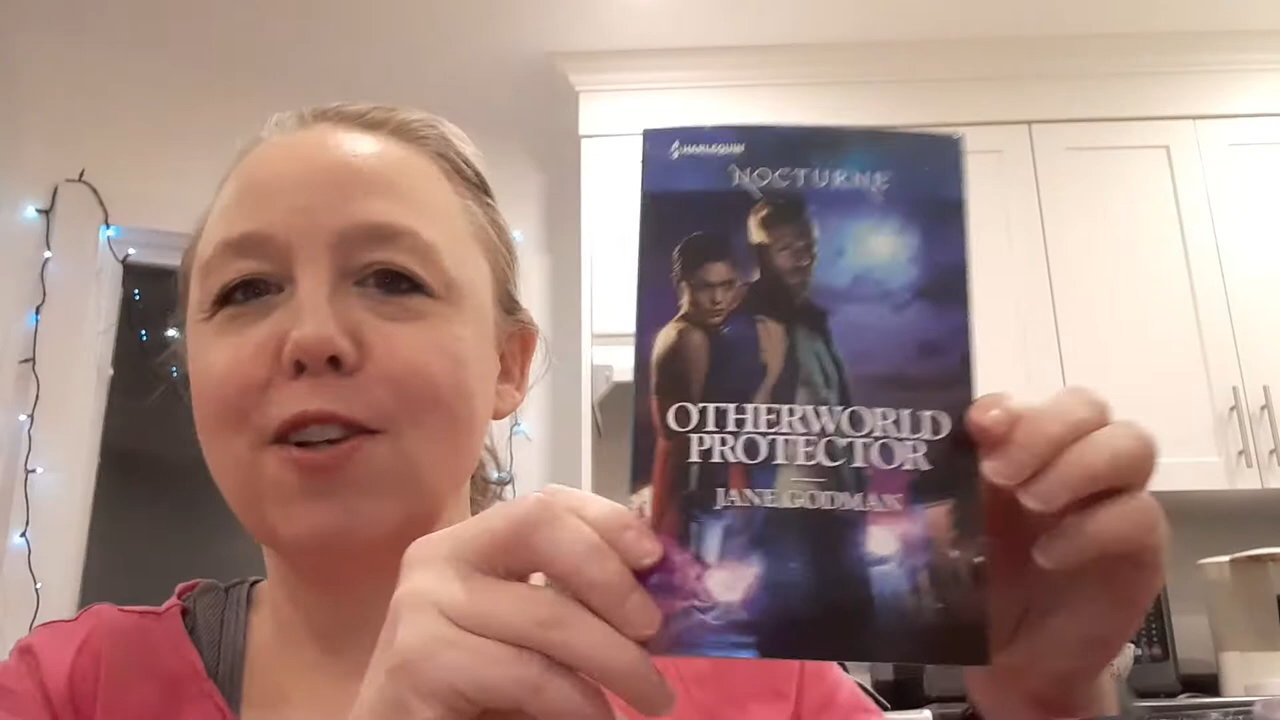 HARLEQUIN
NOCTURNE
OTHERWORLD
PROTECTOR
JANE GODMAN